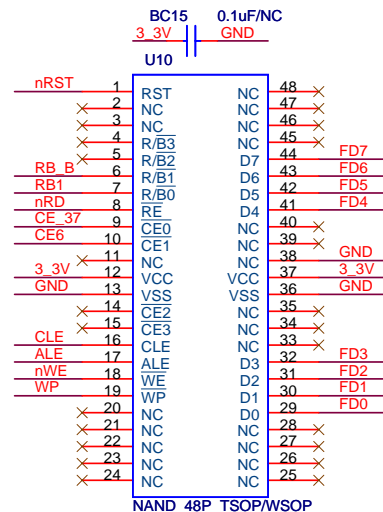 BC15 0.1uF/NC
3_3V GND
U10
nRST 1 RST NC 48
2 NC NC 47
3 NC NC 46
4 R/B3 NC 45
5 R/B2 D7 44 FD7
RB_B 6 R/B1 D6 43 FD6
RB1 7 R/B0 D5 42 FD5
nRD 8 RE D4 41 FD4
CE_37 9 CE0 NC 40
CE6 10 CE1 NC 39
11 NC NC 38 GND
3_3V 12 VCC VCC 37 3_3V
GND 13 VSS VSS 36 GND
14 CE2 NC 35
15 CE3 NC 34
CLE 16 CLE NC 33
ALE 17 ALE D3 32 FD3
nWE 18 WE D2 31 FD2
WP 19 WP D1 30 FD1
20 NC D0 29 FD0
21 NC NC 28
22 NC NC 27
23 NC NC 26
24 NC NC 25
NAND 48P TSOP/WSOP